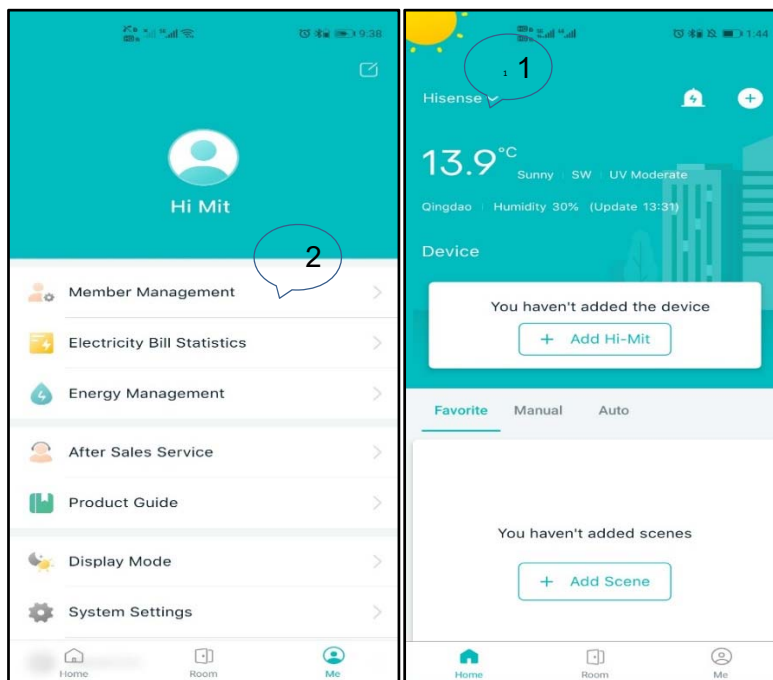 9:38
Hi Mit
2
Member Management
Electricity Bill Statistics
Energy Management
After Sales Service
Product Guide
Display Mode
System Settings
Home Room Me
1:44
1 1
Hisense
13.9°C Sunny SW UV Moderate
Qingdao Humidity 30% (Update 13:31)
Device
You haven't added the device
+ Add Hi-Mit
Favorite Manual Auto
You haven't added scenes
+ Add Scene
Home Room Me